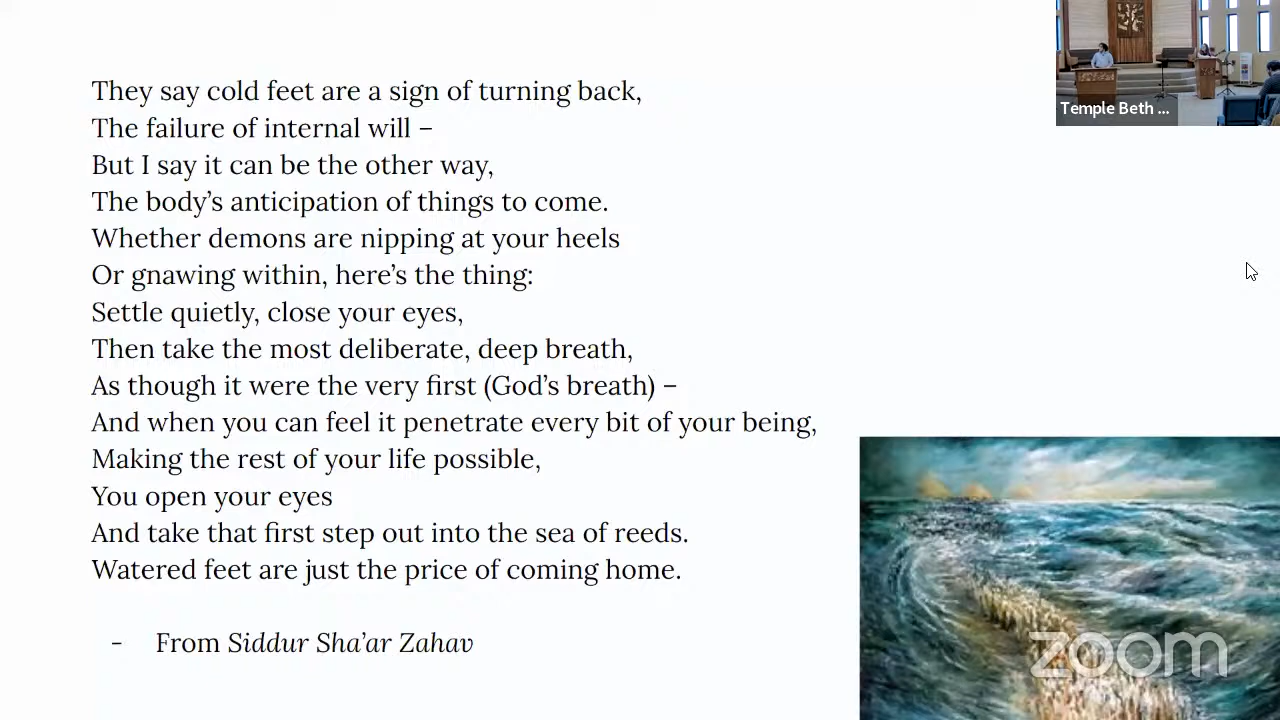 They say cold feet are a sign of turning back,
The failure of internal will –
But I say it can be the other way,
The body’s anticipation of things to come.
Whether demons are nipping at your heels
Or gnawing within, here’s the thing:
Settle quietly, close your eyes,
Then take the most deliberate, deep breath,
As though it were the very first (God’s breath) –
And when you can feel it penetrate every bit of your being,
Making the rest of your life possible,
You open your eyes
And take that first step out into the sea of reeds.
Watered feet are just the price of coming home.
- From Siddur Sha’ar Zahav
Temple Beth ...
zoom